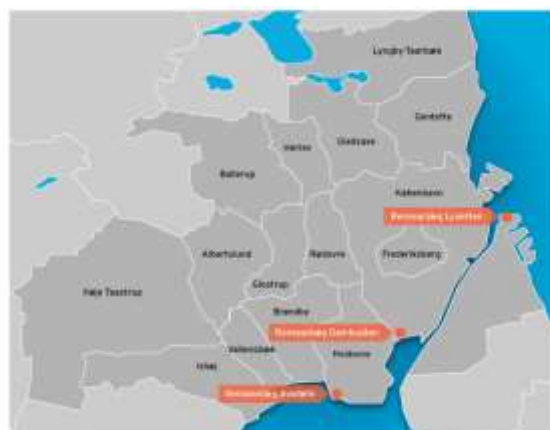 Lyngby-Taarbæk
Gentofte
Gladsaxe
Herlev
Ballerup
København
Renseanlæg Lynetten
Albertslund
Rødovre
Frederiksberg
Glostrup
Høje Taastrup
Brøndby
Renseanlæg Damhusåen
Vallensbæk
Hvidovre
Ishøj
Renseanlæg Avedøre